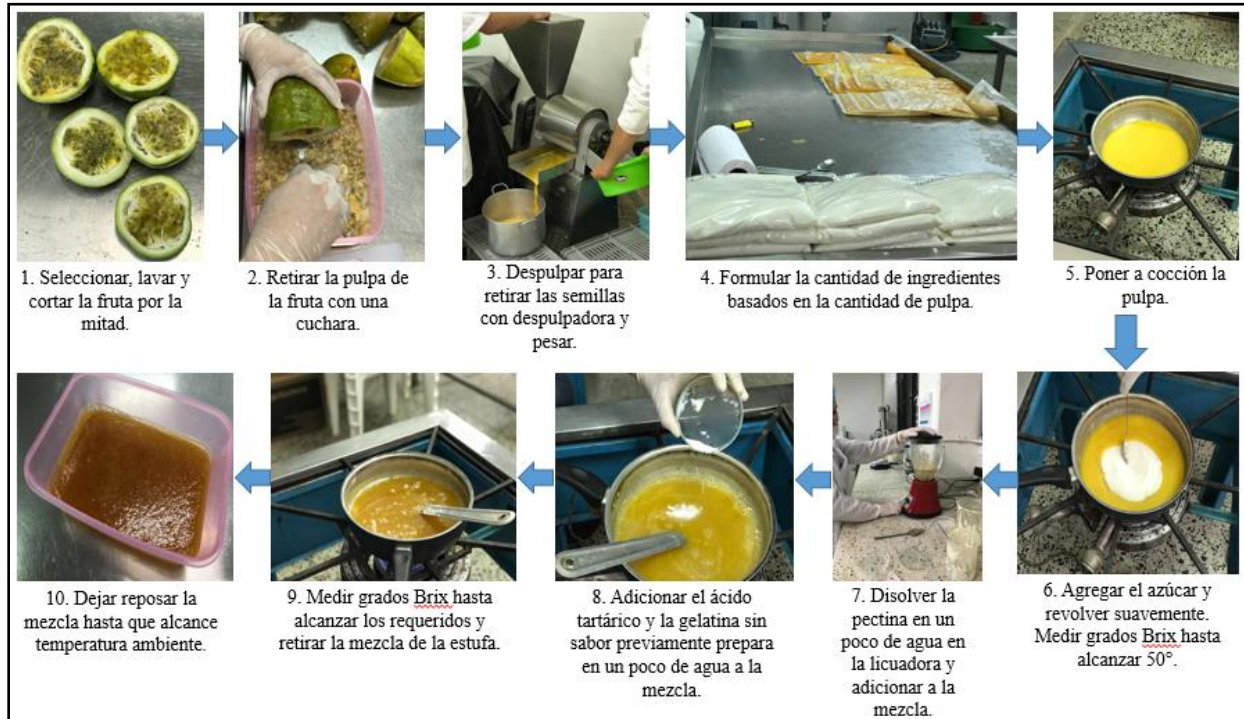 1. Seleccionar, lavar y
cortar la fruta por la
mitad.
2. Retirar la pulpa de
la fruta con una
cuchara.
3. Despulpar para
retirar las semillas
con despulpadora y
pesar.
4. Formular la cantidad de ingredientes
basados en la cantidad de pulpa.
5. Poner a cocción la
pulpa.
6. Agregar el azúcar y
revolver suavemente.
Medir grados Brix hasta
alcanzar 50°.
7. Disolver la
pectina en un
poco de agua en
la licuadora y
adicionar a la
mezcla.
8. Adicionar el ácido
tartárico y la gelatina sin
sabor previamente prepara
en un poco de agua a la
mezcla.
9. Medir grados Brix hasta
alcanzar los requeridos y
retirar la mezcla de la estufa.
10. Dejar reposar la
mezcla hasta que alcance
temperatura ambiente.